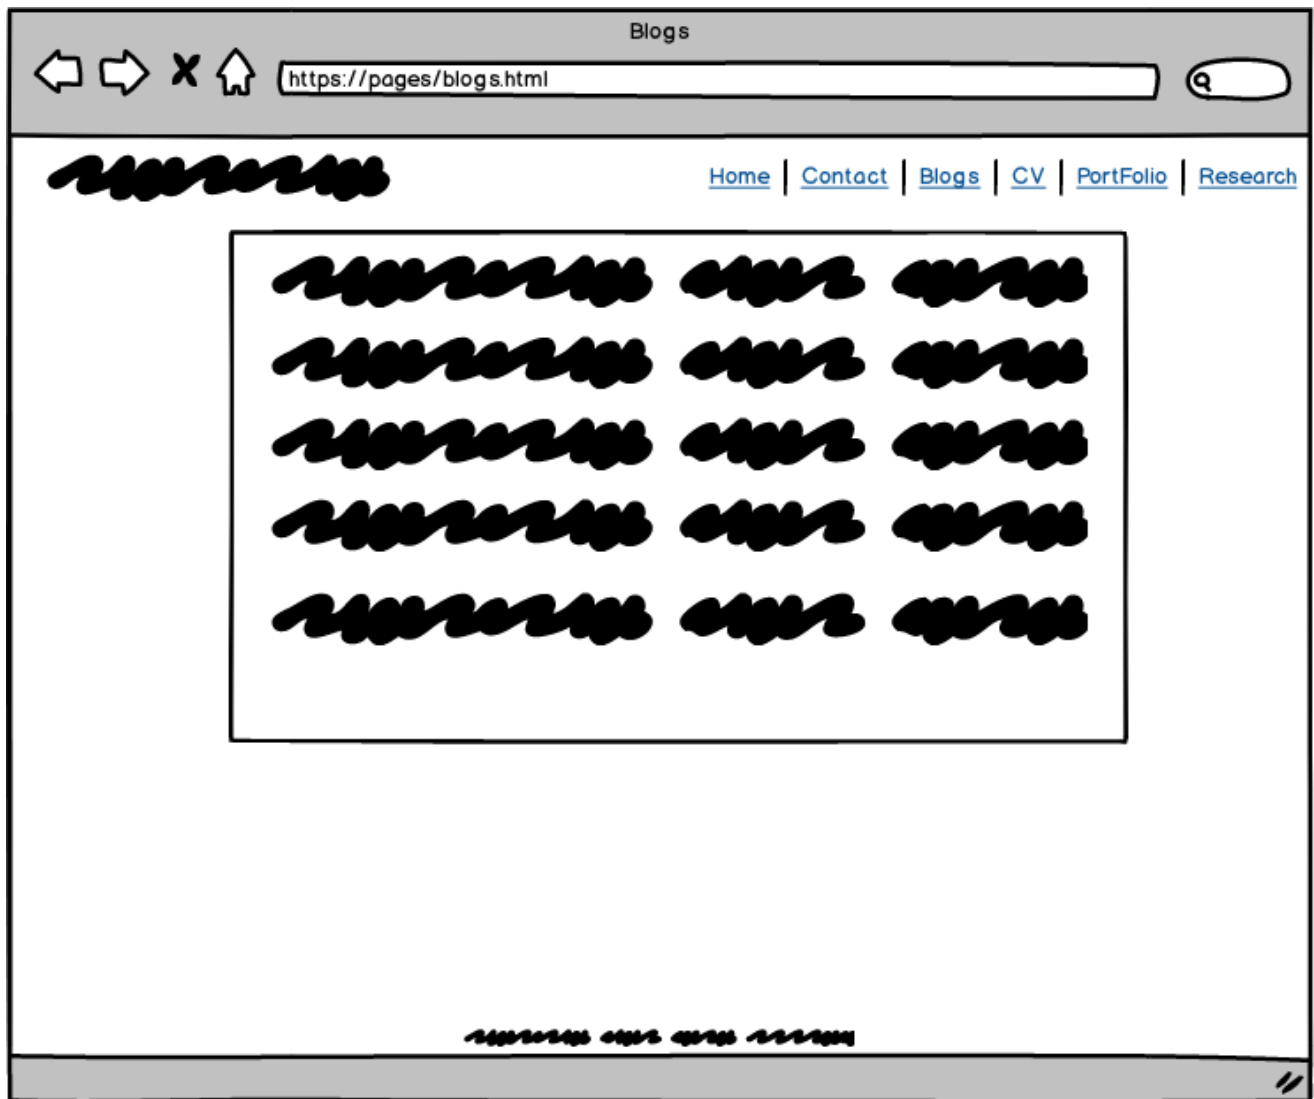 Blogs
https://pages/blogs.html
Home | Contact | Blogs | CV | PortFolio | Research